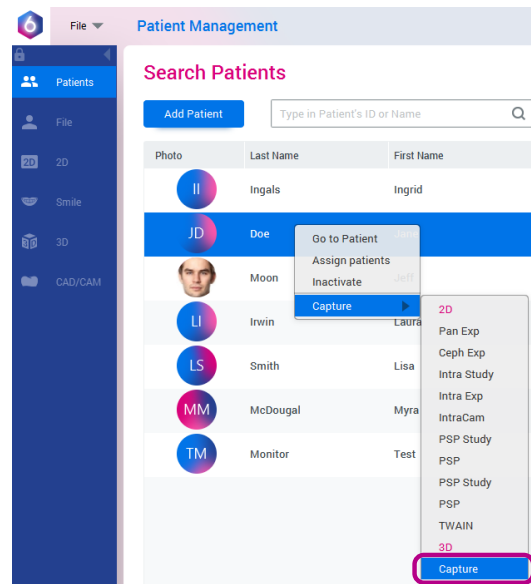 6 File Patient Management
Patients
File
2D 2D
Smile
3D
CAD/CAM
Search Patients
Add Patient Type in Patient's ID or Name
Photo Last Name First Name
II Ingals Ingrid
JD Doe
Moon Jeff
LI Irwin Laura
LS Smith Lisa
MM McDougal Myra
TM Monitor Test
Go to Patient
Assign patients
Inactivate
Capture
2D
Pan Exp
Ceph Exp
Intra Study
Intra Exp
IntraCam
PSP Study
PSP
PSP Study
PSP
TWAIN
3D
Capture